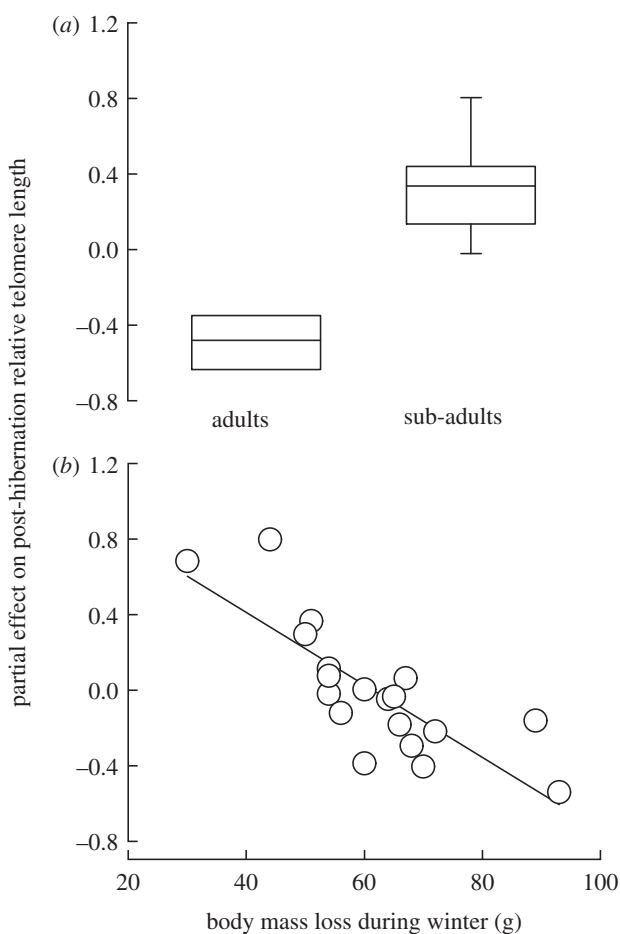 partial effect on post-hibernation relative telomere length
(a) 1.2
0.8
0.4
0.0
–0.4
–0.8
adults sub-adults
(b) 1.2
0.8
0.4
0.0
–0.4
–0.8
20 40 60 80 100
body mass loss during winter (g)